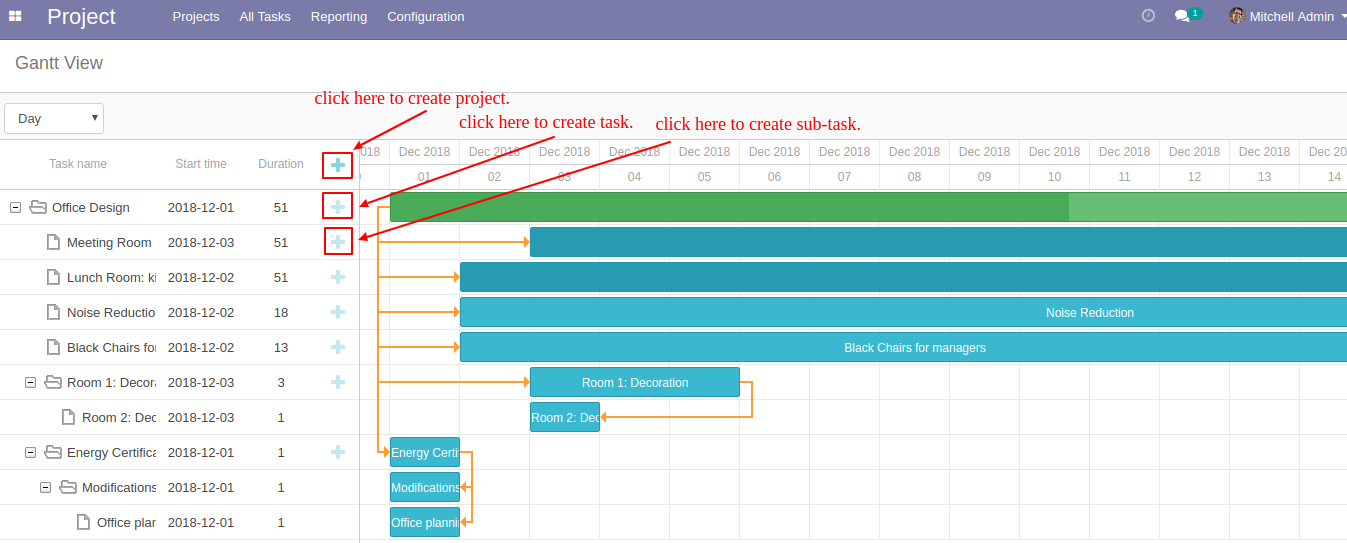 Project Projects All Tasks Reporting Configuration 1 Mitchell Admin
Gantt View
click here to create project.
click here to create task. click here to create sub-task.
Day
Task name Start time Duration 018 Dec 2018 Dec 2018 Dec 2018 Dec 2018 Dec 2018 Dec 2018 Dec 2018 Dec 2018 Dec 2018 Dec 2018 Dec 2018 Dec 2018 Dec 2018 Dec 20
01 02 03 04 05 06 07 08 09 10 11 12 13 14
Office Design 2018-12-01 51
Meeting Room 2018-12-03 51
Lunch Room: ki 2018-12-02 51
Noise Reductio 2018-12-02 18 Noise Reduction
Black Chairs for 2018-12-02 13 Black Chairs for managers
Room 1: Decora 2018-12-03 3 Room 1: Decoration
Room 2: Dec 2018-12-03 1 Room 2: Dec
Energy Certifica 2018-12-01 1 Energy Certif
Modifications 2018-12-01 1 Modifications
Office plan 2018-12-01 1 Office planni